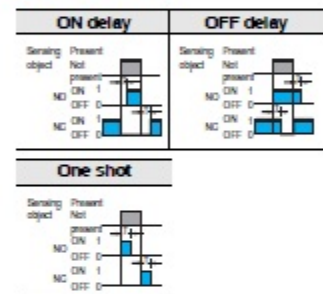 ON delay
OFF delay
Sensing object Present
Not present
NO ON 1
OFF 0
NC ON 1
OFF 0
Sensing object Present
Not present
NO ON 1
OFF 0
NC ON 1
OFF 0
One shot
Sensing object Present
Not present
NO ON 1
OFF 0
NC ON 1
OFF 0